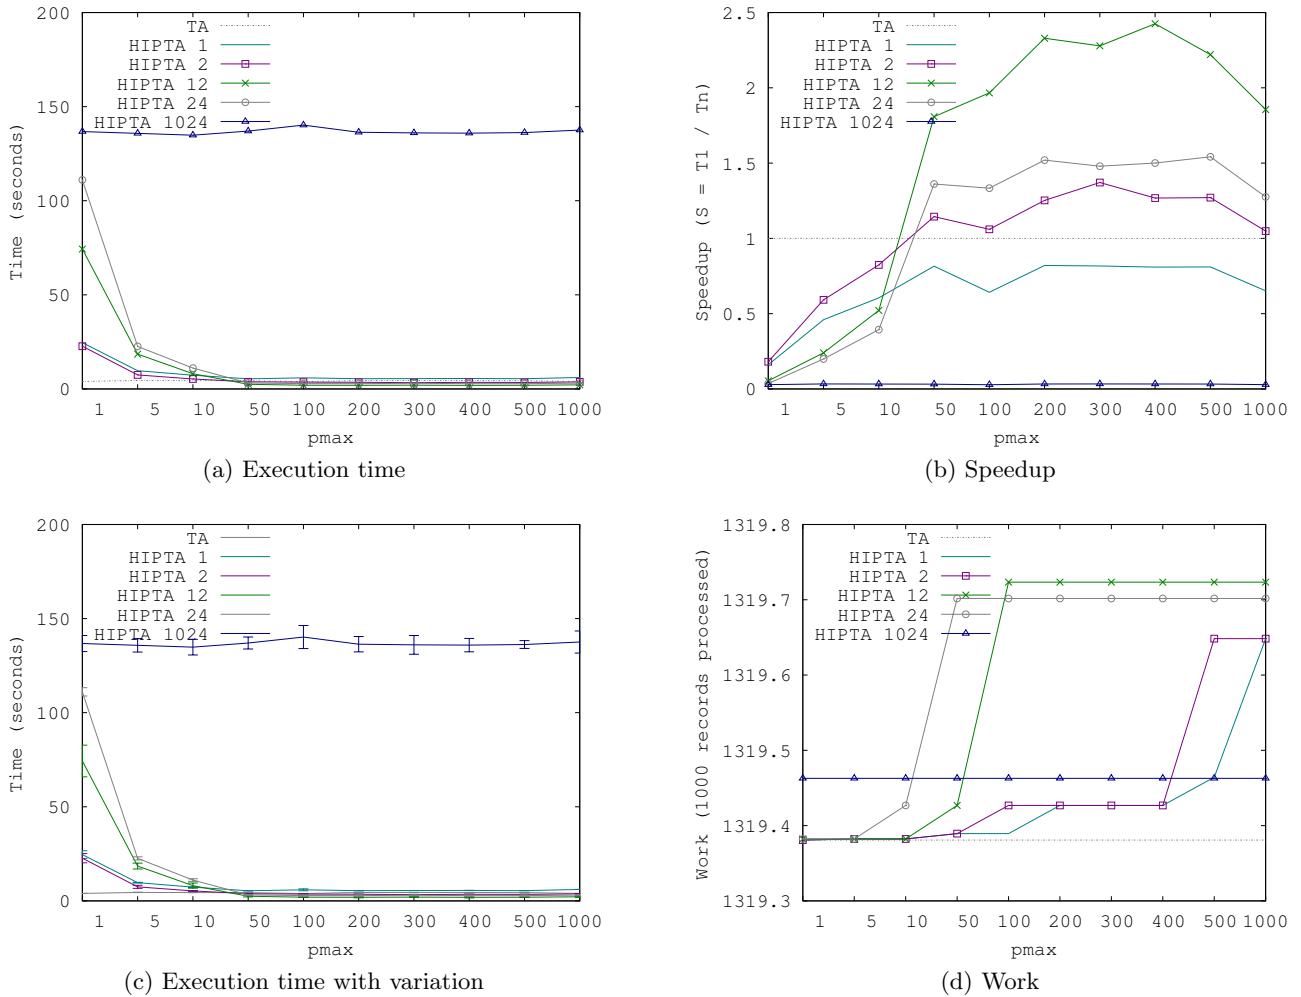 200
150
100
50
0
Time (seconds)
TA
HIPTA 1
HIPTA 2
HIPTA 12
HIPTA 24
HIPTA 1024
1 5 10 50 100 200 300 400 500 1000
pmax
(a) Execution time
2.5
2
1.5
1
0.5
0
Speedup (S = T1 / Tn)
TA
HIPTA 1
HIPTA 2
HIPTA 12
HIPTA 24
HIPTA 1024
1 5 10 50 100 200 300 400 500 1000
pmax
(b) Speedup
200
150
100
50
0
Time (seconds)
TA
HIPTA 1
HIPTA 2
HIPTA 12
HIPTA 24
HIPTA 1024
1 5 10 50 100 200 300 400 500 1000
pmax
(c) Execution time with variation
1319.8
1319.7
1319.6
1319.5
1319.4
1319.3
Work (1000 records processed)
TA
HIPTA 1
HIPTA 2
HIPTA 12
HIPTA 24
HIPTA 1024
1 5 10 50 100 200 300 400 500 1000
pmax
(d) Work